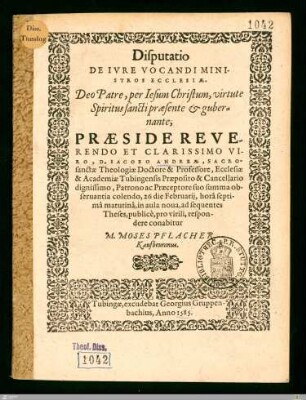 Diss.
Theolog
1042
Disputatio
DE IVRE VOCANDI MINI-
STROS ECCLESIÆ.
Deo Patre, per Iesum Christum, virtute
Spiritus sancti præsente & guber-
nante,
PRÆSIDE REVE-
RENDO ET CLARISSIMO VI-
RO, D. IACOBO ANDREÆ, SACRO-
sanctæ Theologiæ Doctore & Professore, Ecclesiæ
& Academiæ Tubingensis Præposito & Cancellario
dignissimo, Patrono ac Præceptore suo summa ob-
seruantia colendo, 26 die Februarij, horâ septi-
mâ matutinâ, in aula noua, ad sequentes
Theses, publicè, pro virili, respon-
dere conabitur
M. MOSES PFLACHER
Kaufbeurenus.
Tubingæ, excudebat Georgius Gruppen-
bachius, Anno 1585.
Theol. Diss.
1042